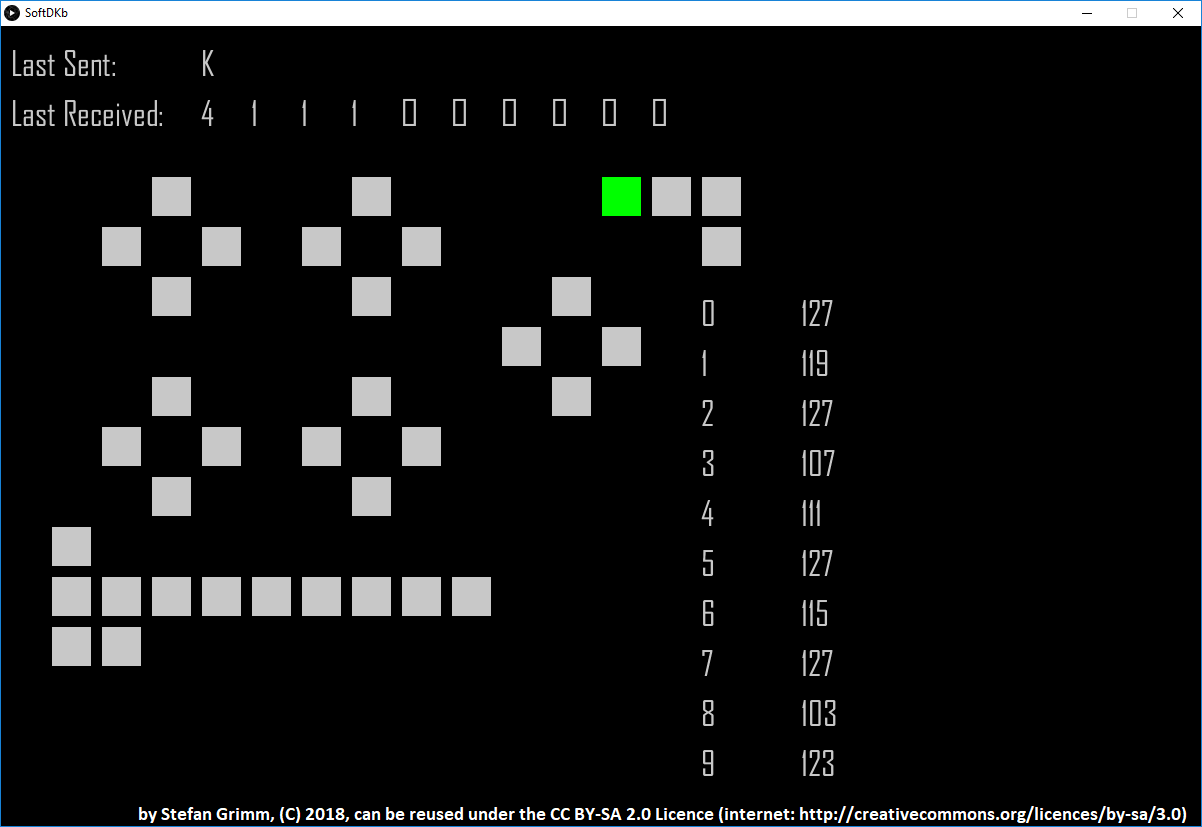 SoftDKb
Last Sent: K
Last Received: 4 1 1 1 0 0 0 0 0 0
0 127
1 119
2 127
3 107
4 111
5 127
6 115
7 127
8 103
9 123
by Stefan Grimm, (C) 2018, can be reused under the CC BY-SA 2.0 Licence (internet: http://creativecommons.org/licences/by-sa/3.0)